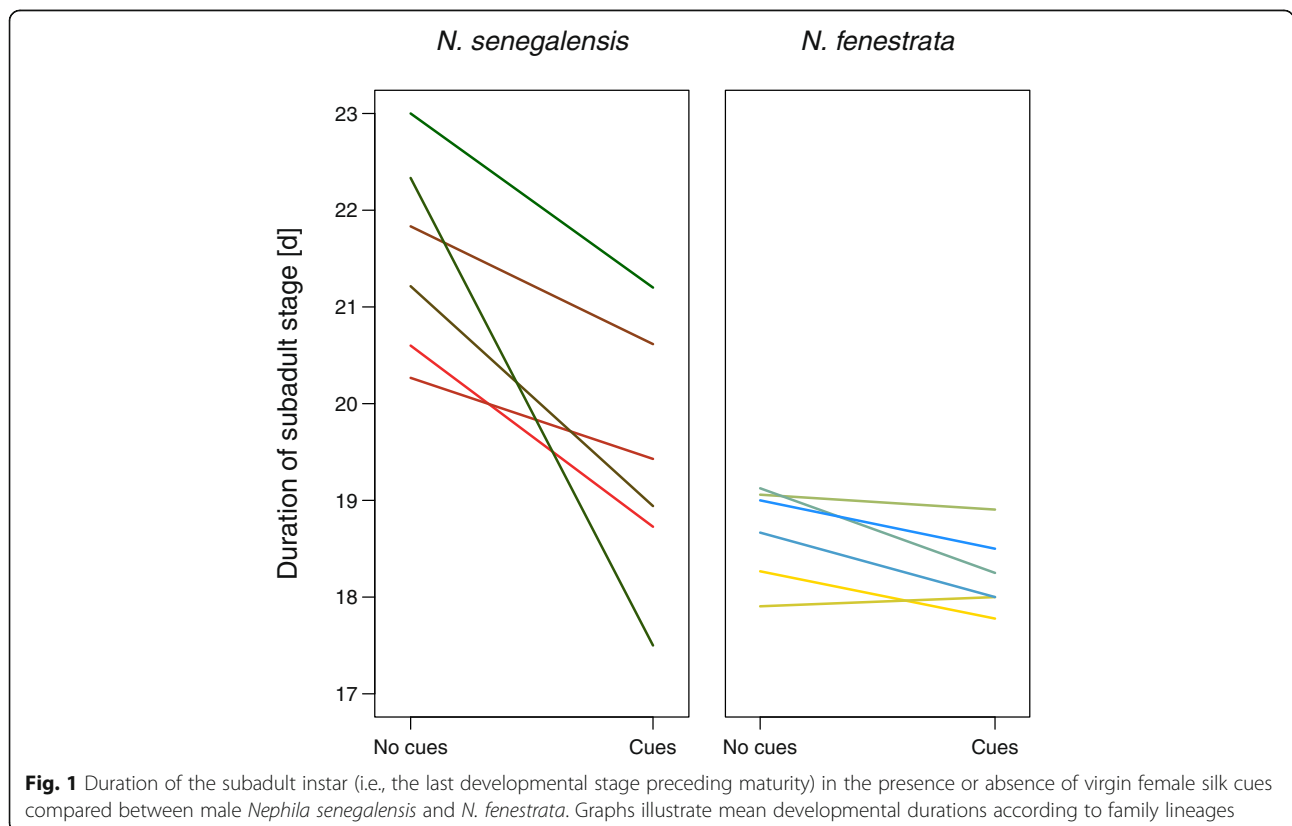 N. senegalensis N. fenestrata
Duration of subadult stage [d]
23
22
21
20
19
18
17
No cues Cues No cues Cues
Fig. 1 Duration of the subadult instar (i.e., the last developmental stage preceding maturity) in the presence or absence of virgin female silk cues
compared between male Nephila senegalensis and N. fenestrata. Graphs illustrate mean developmental durations according to family lineages